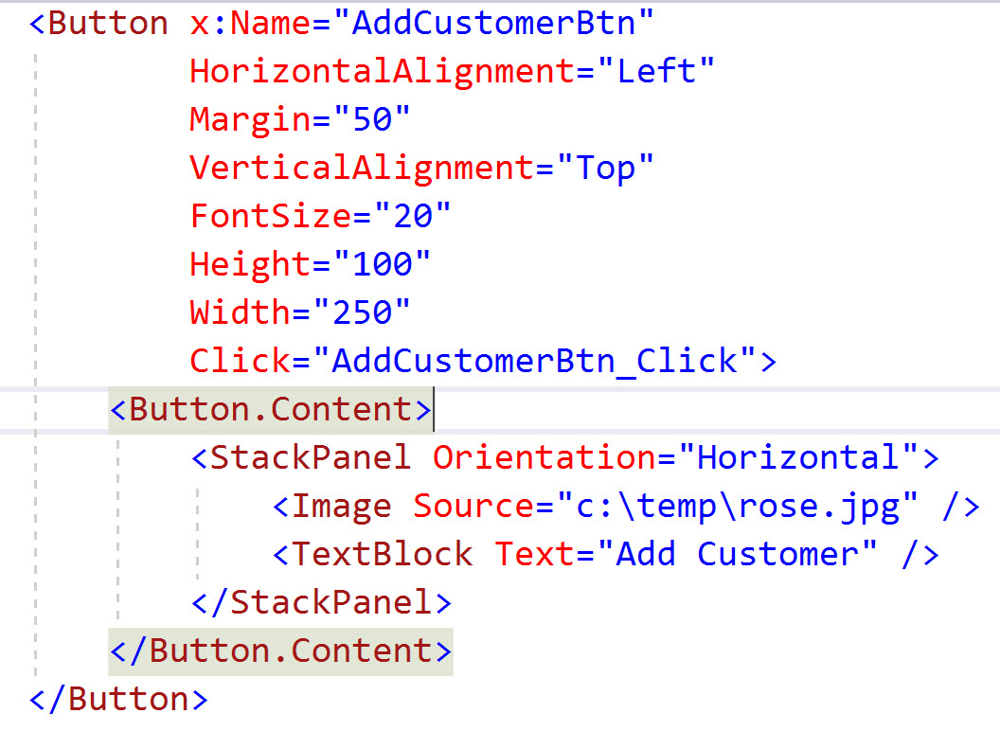 <Button x:Name="AddCustomerBtn"
        HorizontalAlignment="Left"
        Margin="50"
        VerticalAlignment="Top"
        FontSize="20"
        Height="100"
        Width="250"
        Click="AddCustomerBtn_Click">
    <Button.Content>
        <StackPanel Orientation="Horizontal">
            <Image Source="c:\temp\rose.jpg" />
            <TextBlock Text="Add Customer" />
        </StackPanel>
    </Button.Content>
</Button>